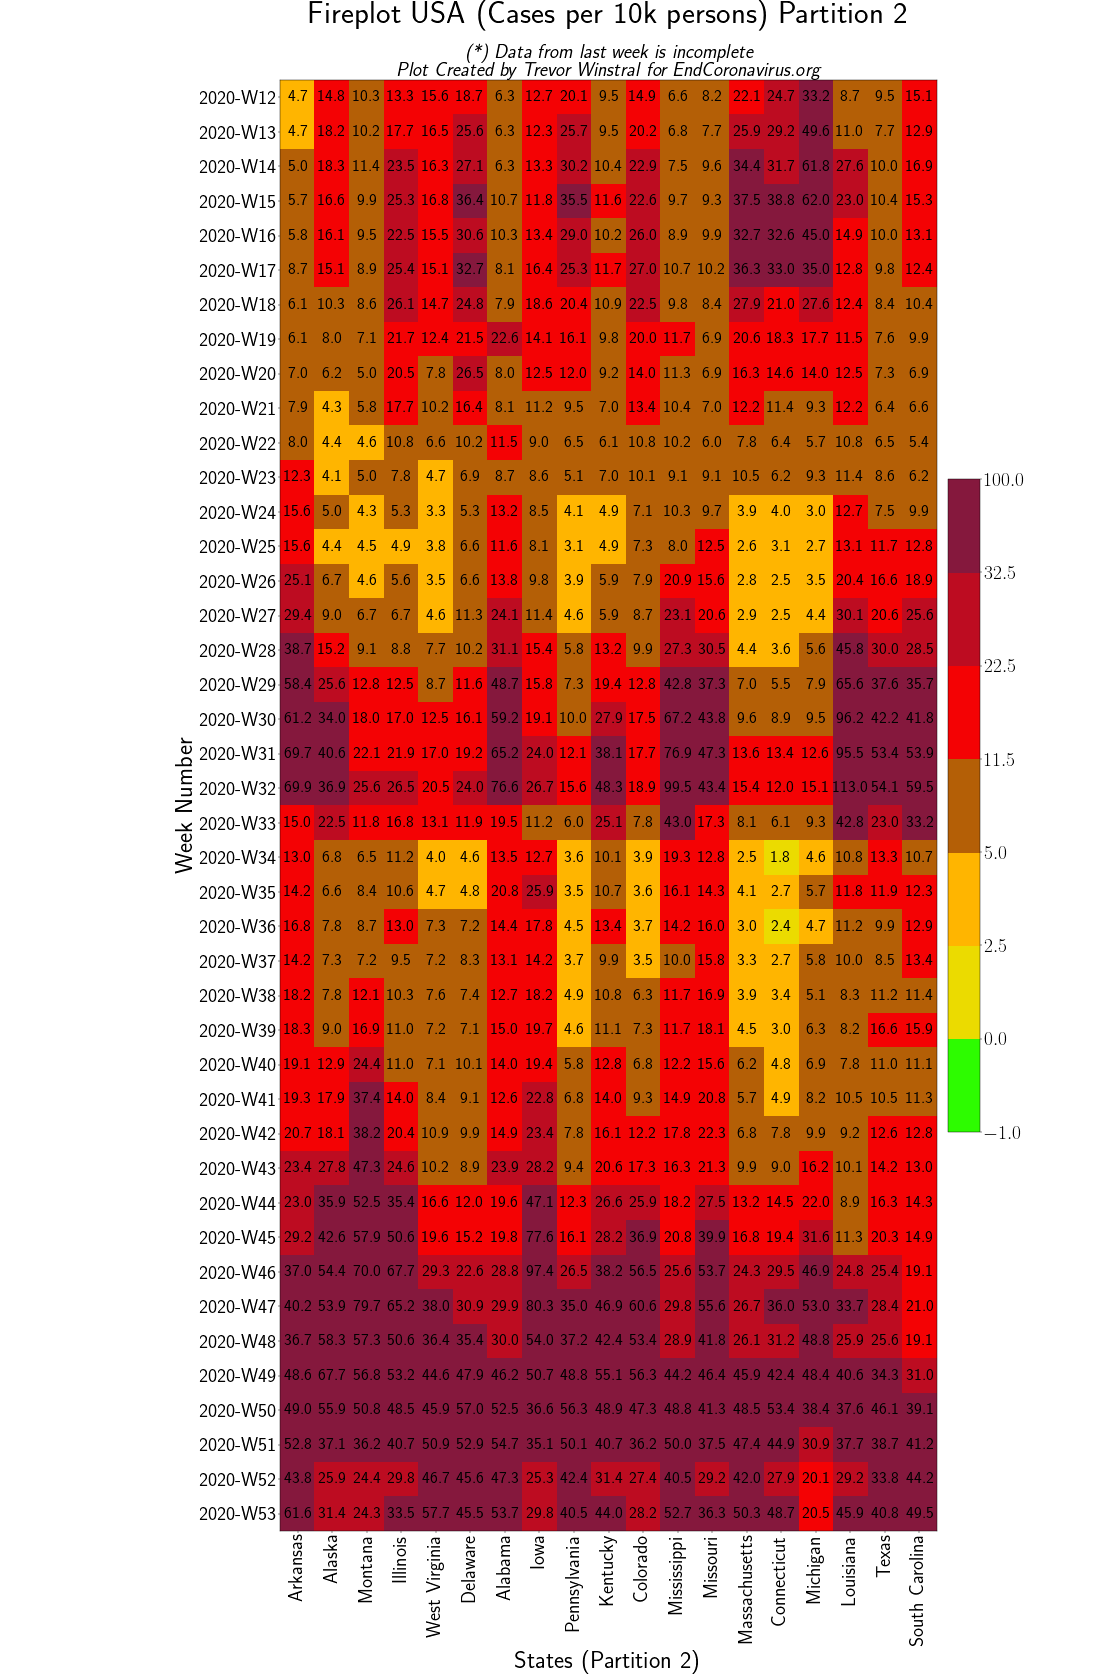 Fireplot USA (Cases per 10k persons) Partition 2
(*) Data from last week is incomplete
Plot Created by Trevor Winstral for EndCoronavirus.org
2020-W12 4.7 14.8 10.3 13.3 15.6 18.7 6.3 12.7 20.1 9.5 14.9 6.6 8.2 22.1 24.7 33.2 8.7 9.5 15.1
2020-W13 4.7 18.2 10.2 17.7 16.5 25.6 6.3 12.3 25.7 9.5 20.2 6.8 7.7 25.9 29.2 49.6 11.0 7.7 12.9
2020-W14 5.0 18.3 11.4 23.5 16.3 27.1 6.3 13.3 30.2 10.4 22.9 7.5 9.6 34.4 31.7 61.8 27.6 10.0 16.9
2020-W15 5.7 16.6 9.9 25.3 16.8 36.4 10.7 11.8 35.5 11.6 22.6 9.7 9.3 37.5 38.8 62.0 23.0 10.4 15.3
2020-W16 5.8 16.1 9.5 22.5 15.5 30.6 10.3 13.4 29.0 10.2 26.0 8.9 9.9 32.7 32.6 45.0 14.9 10.0 13.1
2020-W17 8.7 15.1 8.9 25.4 15.1 32.7 8.1 16.4 25.3 11.7 27.0 10.7 10.2 36.3 33.0 35.0 12.8 9.8 12.4
2020-W18 6.1 10.3 8.6 26.1 14.7 24.8 7.9 18.6 20.4 10.9 22.5 9.8 8.4 27.9 21.0 27.6 12.4 8.4 10.4
2020-W19 6.1 8.0 7.1 21.7 12.4 21.5 22.6 14.1 16.1 9.8 20.0 11.7 6.9 20.6 18.3 17.7 11.5 7.6 9.9
2020-W20 7.0 6.2 5.0 20.5 7.8 26.5 8.0 12.5 12.0 9.2 14.0 11.3 6.9 16.3 14.6 14.0 12.5 7.3 6.9
2020-W21 7.9 4.3 5.8 17.7 10.2 16.4 8.1 11.2 9.5 7.0 13.4 10.4 7.0 12.2 11.4 9.3 12.2 6.4 6.6
2020-W22 8.0 4.4 4.6 10.8 6.6 10.2 11.5 9.0 6.5 6.1 10.8 10.2 6.0 7.8 6.4 5.7 10.8 6.5 5.4
2020-W23 12.3 4.1 5.0 7.8 4.7 6.9 8.7 8.6 5.1 7.0 10.1 9.1 9.1 10.5 6.2 9.3 11.4 8.6 6.2
2020-W24 15.6 5.0 4.3 5.3 3.3 5.3 13.2 8.5 4.1 4.9 7.1 10.3 9.7 3.9 4.0 3.0 12.7 7.5 9.9
2020-W25 15.6 4.4 4.5 4.9 3.8 6.6 11.6 8.1 3.1 4.9 7.3 8.0 12.5 2.6 3.1 2.7 13.1 11.7 12.8
2020-W26 25.1 6.7 4.6 5.6 3.5 6.6 13.8 9.8 3.9 5.9 7.9 20.9 15.6 2.8 2.5 3.5 20.4 16.6 18.9
2020-W27 29.4 9.0 6.7 6.7 4.6 11.3 24.1 11.4 4.6 5.9 8.7 23.1 20.6 2.9 2.5 4.4 30.1 20.6 25.6
2020-W28 38.7 15.2 9.1 8.8 7.7 10.2 31.1 15.4 5.8 13.2 9.9 27.3 30.5 4.4 3.6 5.6 45.8 30.0 28.5
2020-W29 58.4 25.6 12.8 12.5 8.7 11.6 48.7 15.8 7.3 19.4 12.8 42.8 37.3 7.0 5.5 7.9 65.6 37.6 35.7
2020-W30 61.2 34.0 18.0 17.0 12.5 16.1 59.2 19.1 10.0 27.9 17.5 67.2 43.8 9.6 8.9 9.5 96.2 42.2 41.8
2020-W31 69.7 40.6 22.1 21.9 17.0 19.2 65.2 24.0 12.1 38.1 17.7 76.9 47.3 13.6 13.4 12.6 95.5 53.4 53.9
2020-W32 69.9 36.9 25.6 26.5 20.5 24.0 76.6 26.7 15.6 48.3 18.9 99.5 43.4 15.4 12.0 15.1 113.0 54.1 59.5
2020-W33 15.0 22.5 11.8 16.8 13.1 11.9 19.5 11.2 6.0 25.1 7.8 43.0 17.3 8.1 6.1 9.3 42.8 23.0 33.2
2020-W34 13.0 6.8 6.5 11.2 4.0 4.6 13.5 12.7 3.6 10.1 3.9 19.3 12.8 2.5 1.8 4.6 10.8 13.3 10.7
2020-W35 14.2 6.6 8.4 10.6 4.7 4.8 20.8 25.9 3.5 10.7 3.6 16.1 14.3 4.1 2.7 5.7 11.8 11.9 12.3
2020-W36 16.8 7.8 8.7 13.0 7.3 7.2 14.4 17.8 4.5 13.4 3.7 14.2 16.0 3.0 2.4 4.7 11.2 9.9 12.9
2020-W37 14.2 7.3 7.2 9.5 7.2 8.3 13.1 14.2 3.7 9.9 3.5 10.0 15.8 3.3 2.7 5.8 10.0 8.5 13.4
2020-W38 18.2 7.8 12.1 10.3 7.6 7.4 12.7 18.2 4.9 10.8 6.3 11.7 16.9 3.9 3.4 5.1 8.3 11.2 11.4
2020-W39 18.3 9.0 16.9 11.0 7.2 7.1 15.0 19.7 4.6 11.1 7.3 11.7 18.1 4.5 3.0 6.3 8.2 16.6 15.9
2020-W40 19.1 12.9 24.4 11.0 7.1 10.1 14.0 19.4 5.8 12.8 6.8 12.2 15.6 6.2 4.8 6.9 7.8 11.0 11.1
2020-W41 19.3 17.9 37.4 14.0 8.4 9.1 12.6 22.8 6.8 14.0 9.3 14.9 20.8 5.7 4.9 8.2 10.5 10.5 11.3
2020-W42 20.7 18.1 38.2 20.4 10.9 9.9 14.9 23.4 7.8 16.1 12.2 17.8 22.3 6.8 7.8 9.9 9.2 12.6 12.8
2020-W43 23.4 27.8 47.3 24.6 10.2 8.9 23.9 28.2 9.4 20.6 17.3 16.3 21.3 9.9 9.0 16.2 10.1 14.2 13.0
2020-W44 23.0 35.9 52.5 35.4 16.6 12.0 19.6 47.1 12.3 26.6 25.9 18.2 27.5 13.2 14.5 22.0 8.9 16.3 14.3
2020-W45 29.2 42.6 57.9 50.6 19.6 15.2 19.8 77.6 16.1 28.2 36.9 20.8 39.9 16.8 19.4 31.6 11.3 20.3 14.9
2020-W46 37.0 54.4 70.0 67.7 29.3 22.6 28.8 97.4 26.5 38.2 56.5 25.6 53.7 24.3 29.5 46.9 24.8 25.4 19.1
2020-W47 40.2 53.9 79.7 65.2 38.0 30.9 29.9 80.3 35.0 46.9 60.6 29.8 55.6 26.7 36.0 53.0 33.7 28.4 21.0
2020-W48 36.7 58.3 57.3 50.6 36.4 35.4 30.0 54.0 37.2 42.4 53.4 28.9 41.8 26.1 31.2 48.8 25.9 25.6 19.1
2020-W49 48.6 67.7 56.8 53.2 44.6 47.9 46.2 50.7 48.8 55.1 56.3 44.2 46.4 45.9 42.4 48.4 40.6 34.3 31.0
2020-W50 49.0 55.9 50.8 48.5 45.9 57.0 52.5 36.6 56.3 48.9 47.3 48.8 41.3 48.5 53.4 38.4 37.6 46.1 39.1
2020-W51 52.8 37.1 36.2 40.7 50.9 52.9 54.7 35.1 50.1 40.7 36.2 50.0 37.5 47.4 44.9 30.9 37.7 38.7 41.2
2020-W52 43.8 25.9 24.4 29.8 46.7 45.6 47.3 25.3 42.4 31.4 27.4 40.5 29.2 42.0 27.9 20.1 29.2 33.8 44.2
2020-W53 61.6 31.4 24.3 33.5 57.7 45.5 53.7 29.8 40.5 44.0 28.2 52.7 36.3 50.3 48.7 20.5 45.9 40.8 49.5
Week Number
Arkansas Alaska Montana Illinois West Virginia Delaware Alabama Iowa Pennsylvania Kentucky Colorado Mississippi Missouri Massachusetts Connecticut Michigan Louisiana Texas South Carolina
States (Partition 2)
100.0
32.5
22.5
11.5
5.0
2.5
0.0
−1.0